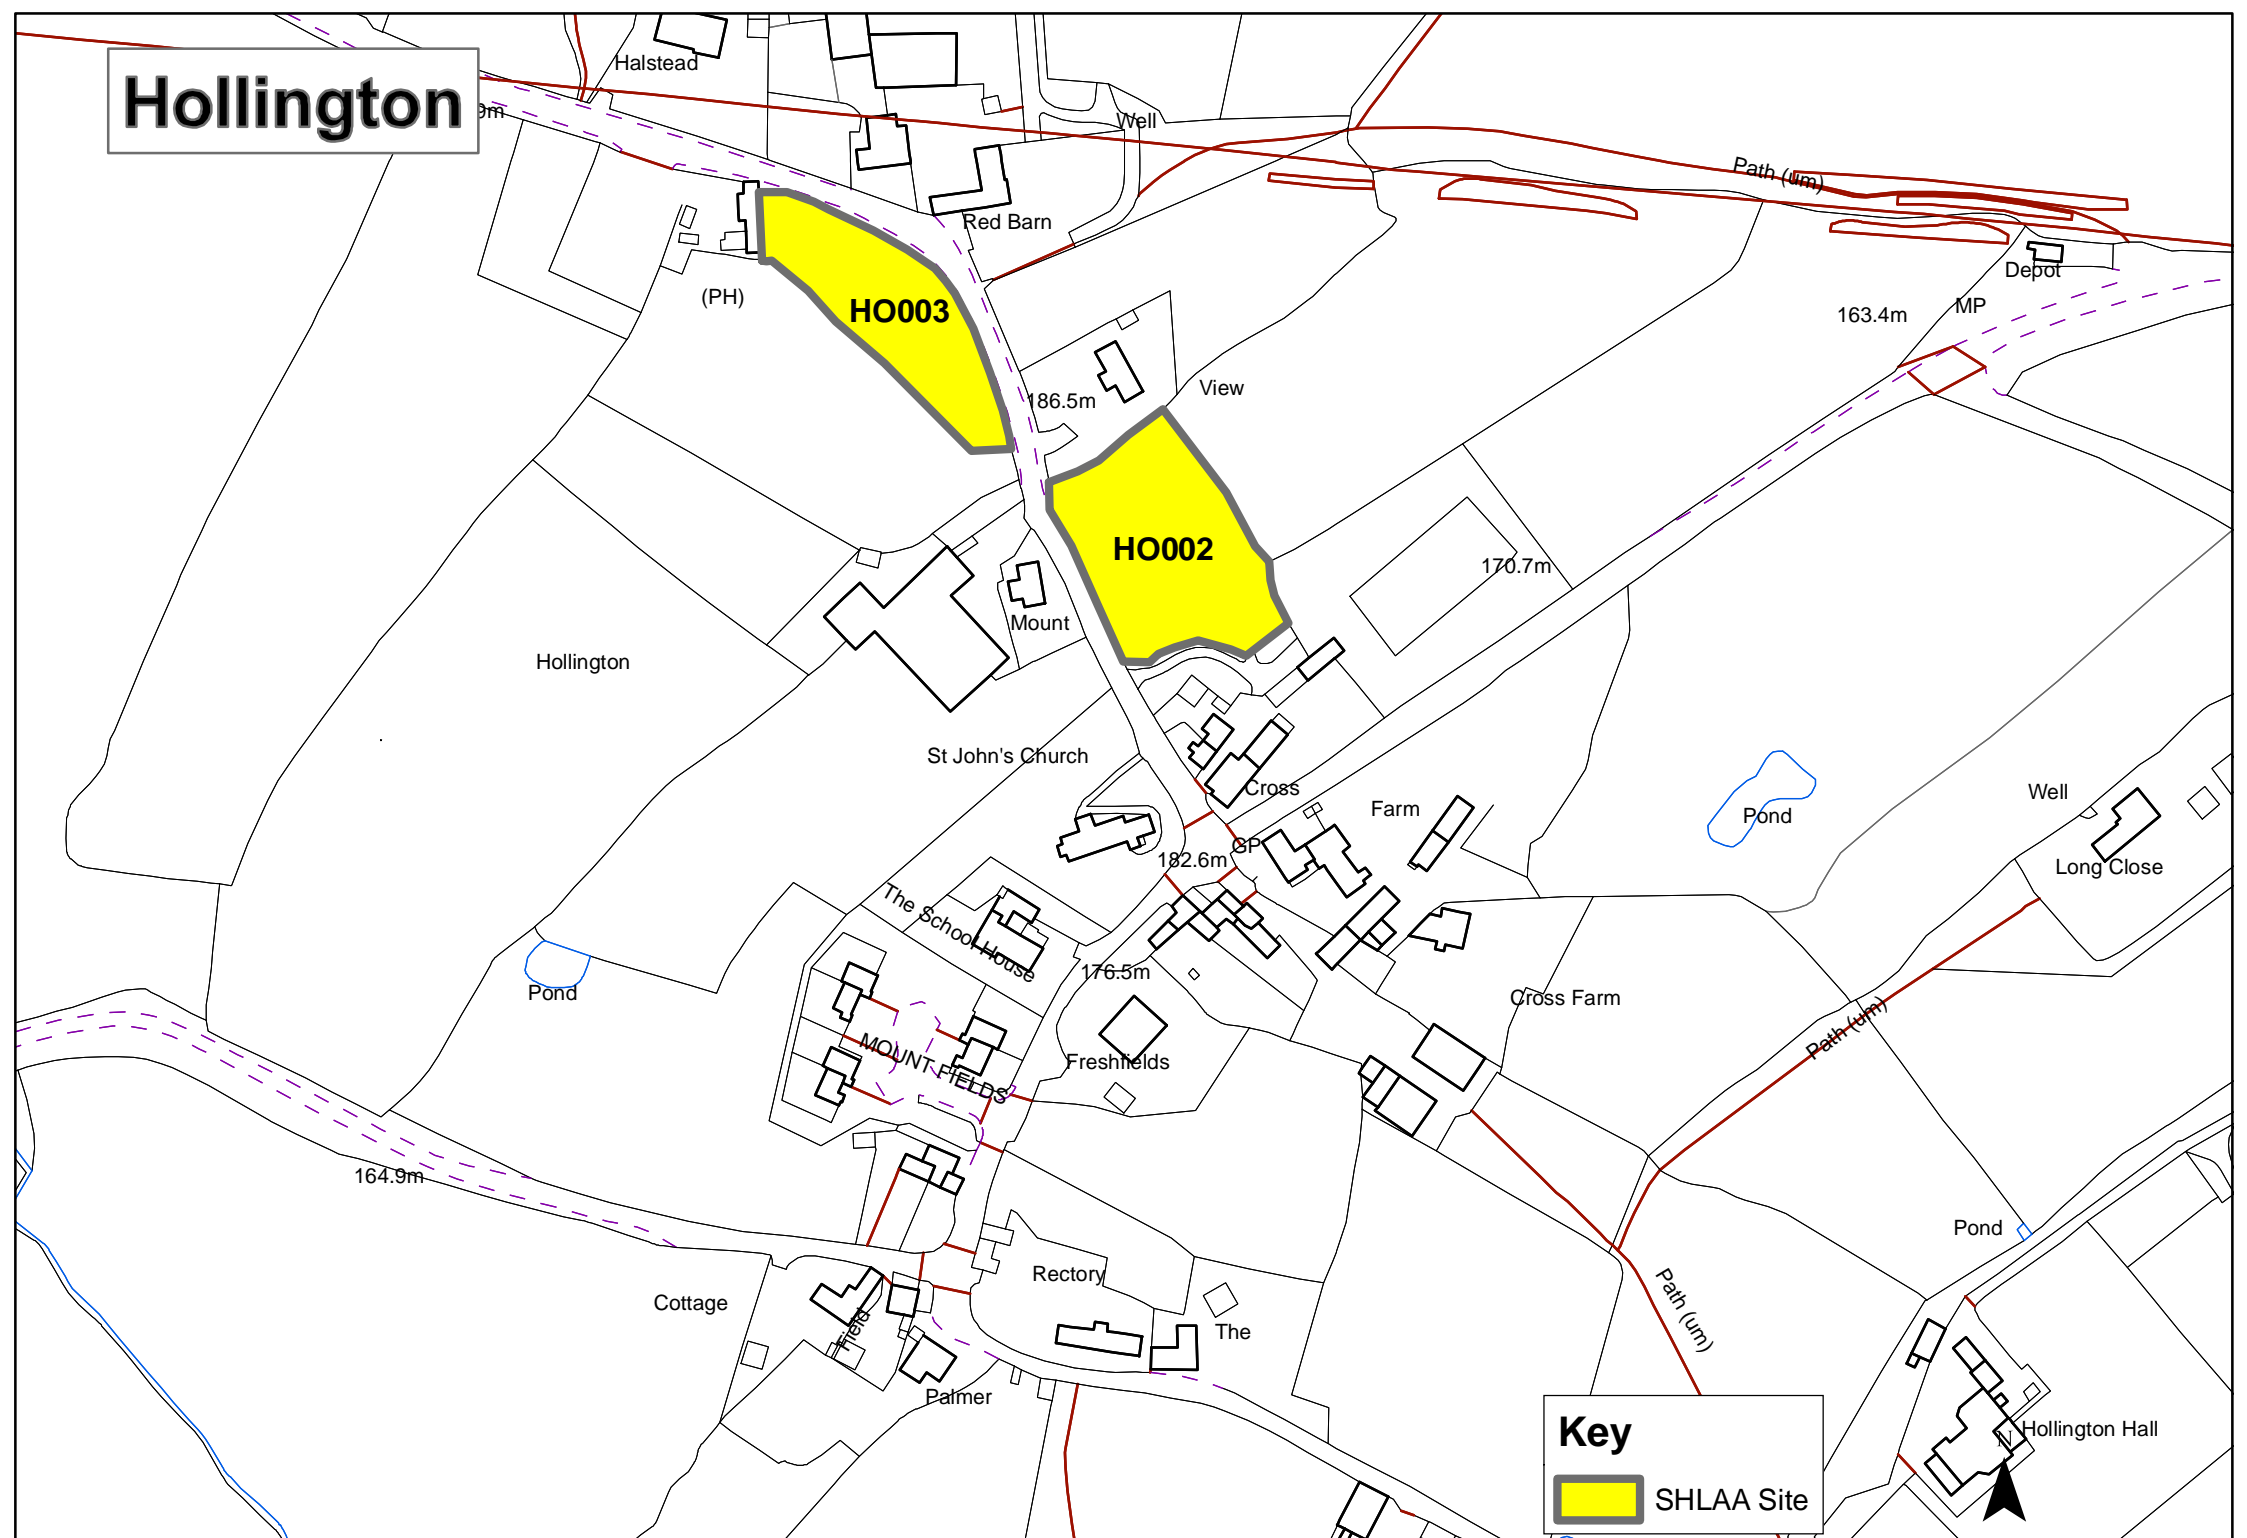 Hollington
Halstead
9m
Well
Path (um)
Red Barn
Depot
(PH)
HO003
MP
163.4m
View
186.5m
HO002
170.7m
Mount
Hollington
St John's Church
Cross
Well
Farm
Pond
GP
182.6m
Long Close
The School House
176.5m
Pond
Cross Farm
Path (um)
MOUNT FIELDS
Freshfields
164.9m
Pond
Rectory
Path (um)
Cottage
Field
The
Palmer
Key
SHLAA Site
Hollington Hall
N